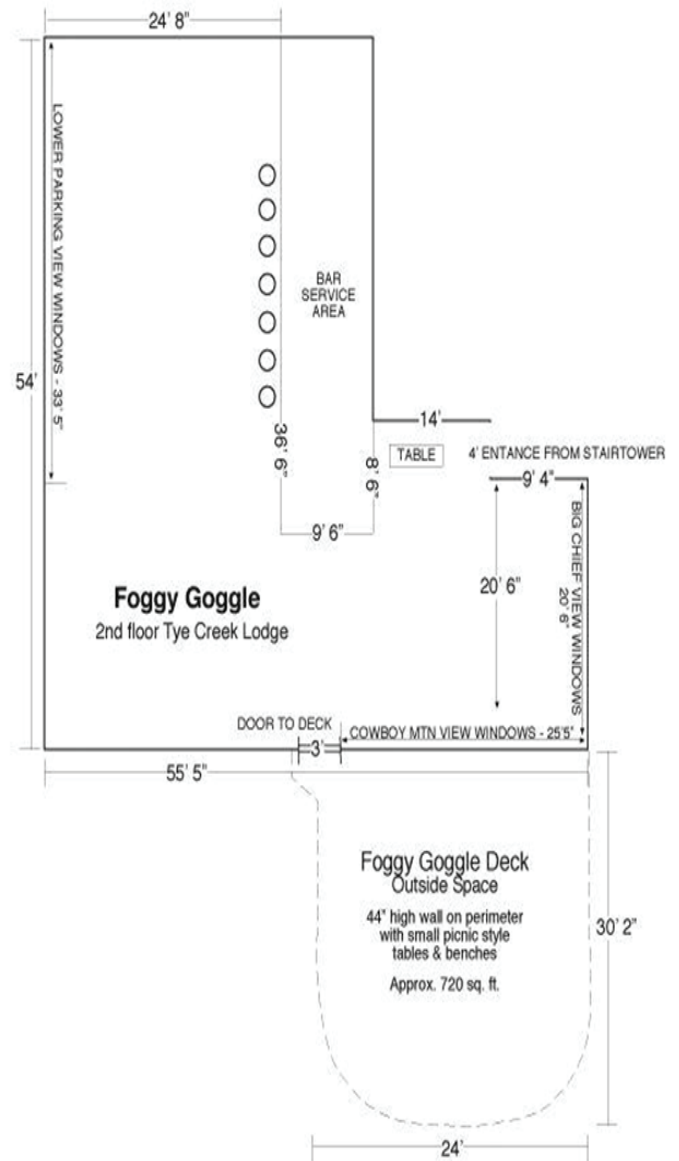 24' 8"
LOWER PARKING VIEW WINDOWS - 33' 5"
BAR
SERVICE
AREA
54'
14'
36' 6"
8' 6"
TABLE
4' ENTANCE FROM STAIRTOWER
9' 4"
9' 6"
20' 6"
BIG CHIEF VIEW WINDOWS
20' 6"
Foggy Goggle
2nd floor Tye Creek Lodge
DOOR TO DECK
3'
COWBOY MTN VIEW WINDOWS - 25'5"
55' 5"
Foggy Goggle Deck
Outside Space
44" high wall on perimeter
with small picnic style
tables & benches
Approx. 720 sq. ft.
30' 2"
24'